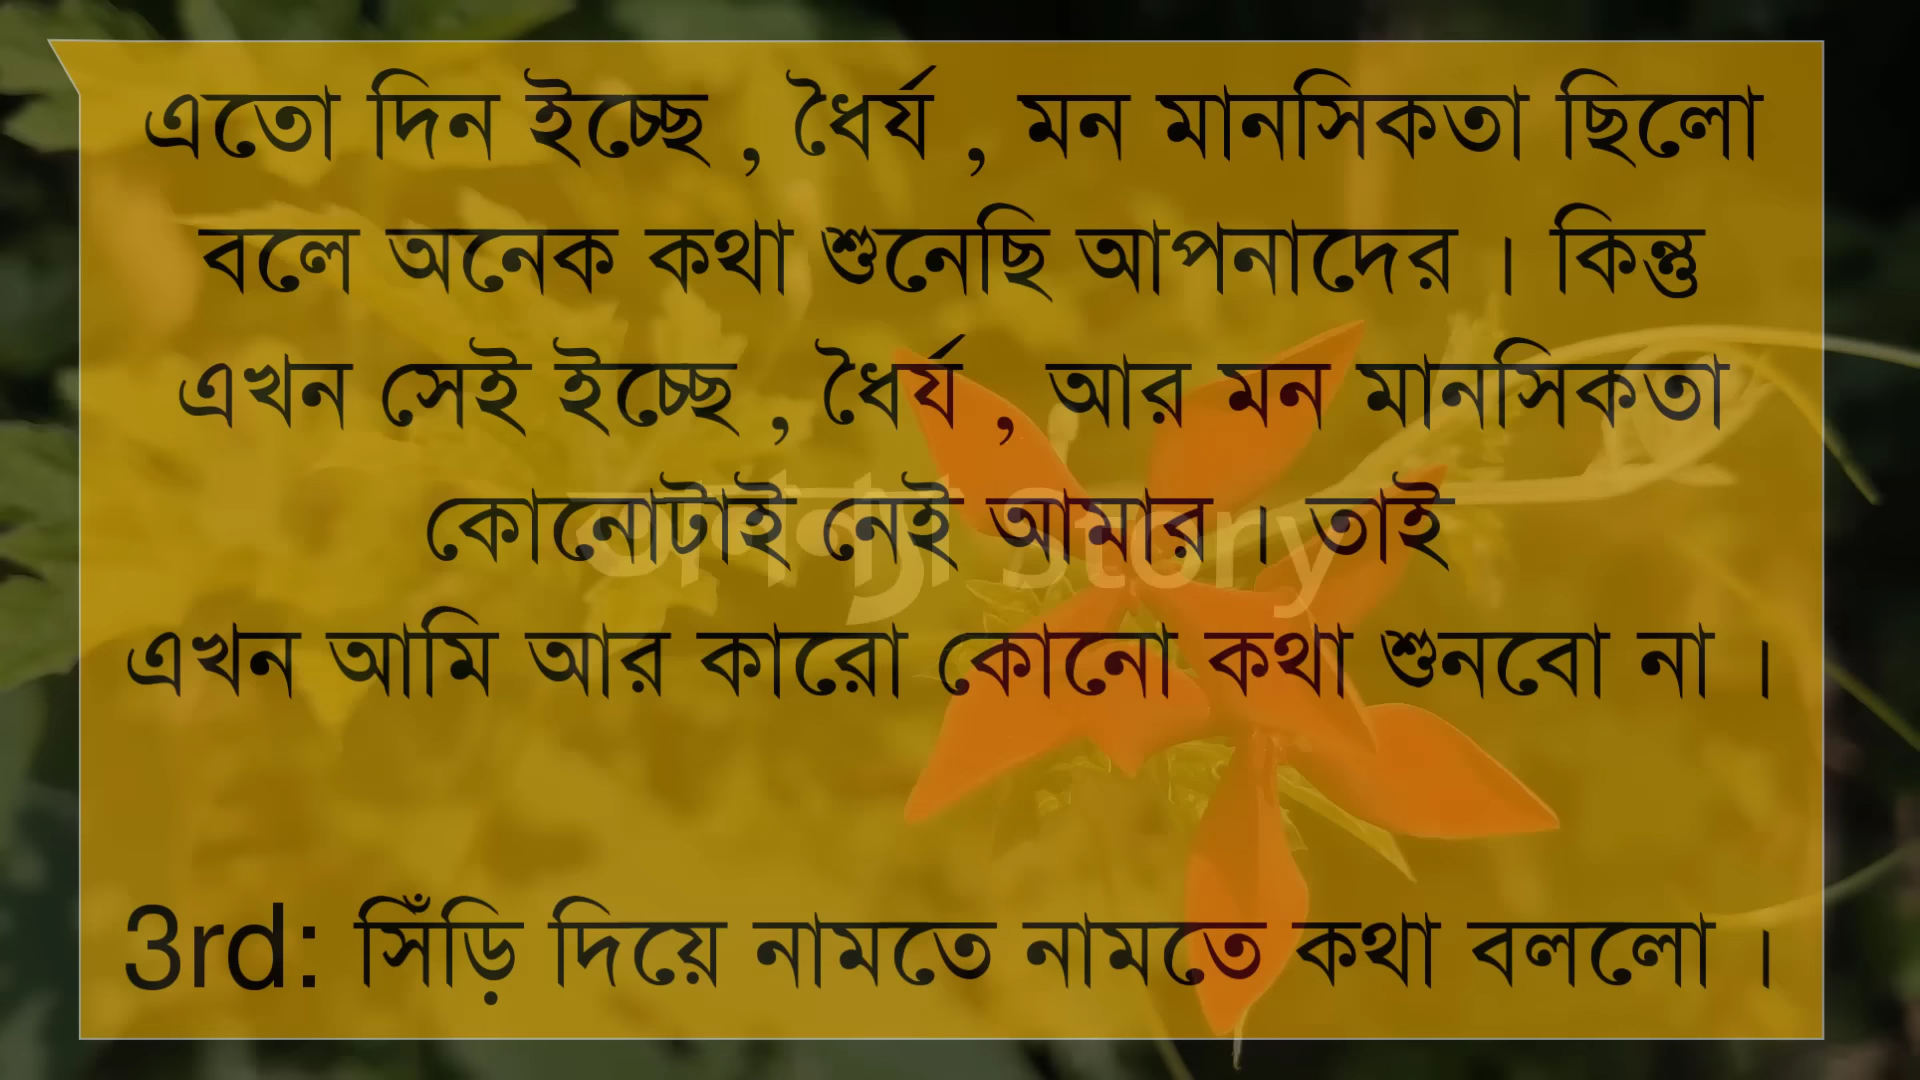 এতো দিন ইচ্ছে , ধৈর্য , মন মানসিকতা ছিলো
বলে অনেক কথা শুনেছি আপনাদের । কিন্তু
এখন সেই ইচ্ছে , ধৈর্য , আর মন মানসিকতা
কোনোটাই নেই আমার । তাই
এখন আমি আর কারো কোনো কথা শুনবো না ।
3rd: সিঁড়ি দিয়ে নামতে নামতে কথা বললো ।
Story